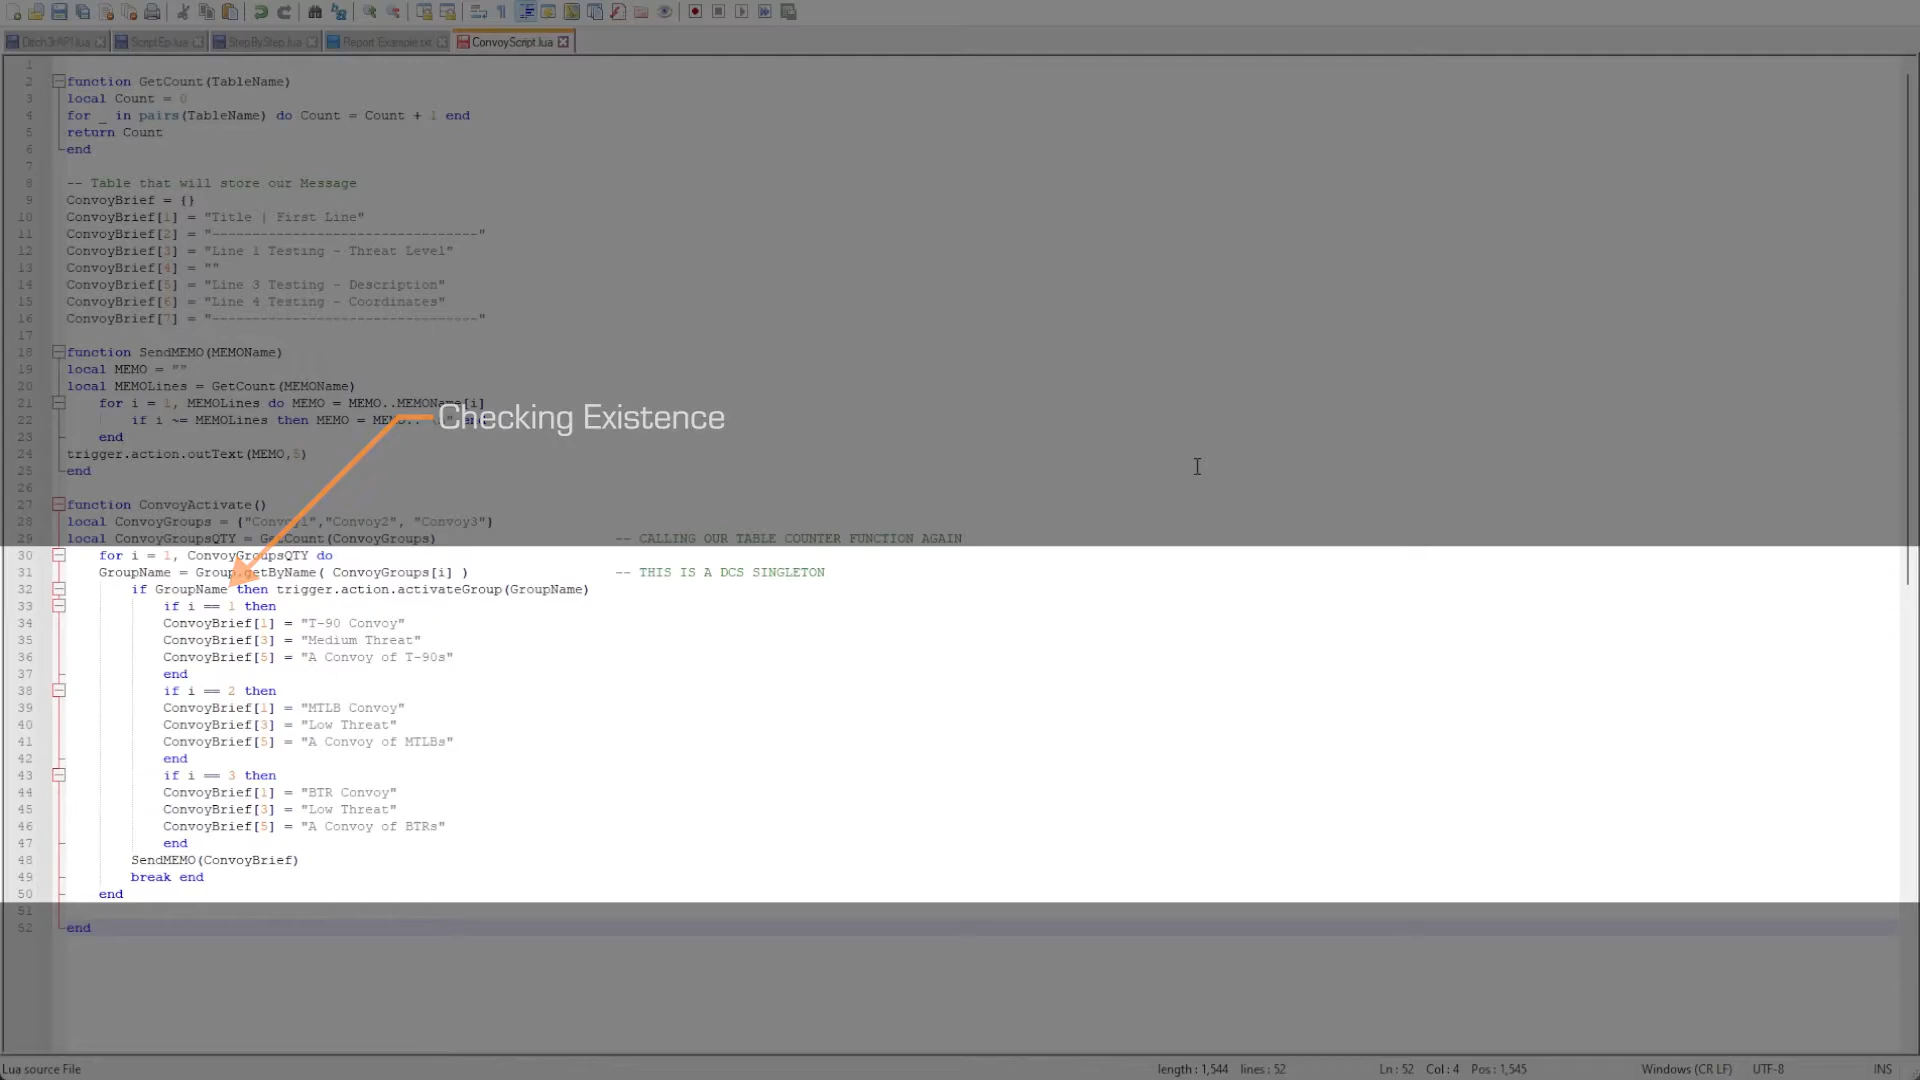 Ditch3rAPI.lua ScriptEp.lua StepByStep.lua Report Example.txt ConvoyScript.lua
1
2 function GetCount(TableName)
3 local Count = 0
4 for _ in pairs(TableName) do Count = Count + 1 end
5 return Count
6 end
7
8 -- Table that will store our Message
9 ConvoyBrief = {}
10 ConvoyBrief[1] = "Title | First Line"
11 ConvoyBrief[2] = "---------------------------------"
12 ConvoyBrief[3] = "Line 1 Testing - Threat Level"
13 ConvoyBrief[4] = ""
14 ConvoyBrief[5] = "Line 3 Testing - Description"
15 ConvoyBrief[6] = "Line 4 Testing - Coordinates"
16 ConvoyBrief[7] = "---------------------------------"
17
18 function SendMEMO(MEMOName)
19 local MEMO = ""
20 local MEMOLines = GetCount(MEMOName)
21 for i = 1, MEMOLines do MEMO = MEMO..MEMOName[i]
Checking Existence
22 if i ~= MEMOLines then MEMO =
23 end
24 trigger.action.outText(MEMO,5)
25 end
26
27 function ConvoyActivate()
28 local ConvoyGroups = {"Convoy1","Convoy2", "Convoy3"}
29 local ConvoyGroupsQTY = GetCount(ConvoyGroups) -- CALLING OUR TABLE COUNTER FUNCTION AGAIN
30 for i = 1, ConvoyGroupsQTY do
31 GroupName = Group.getByName( ConvoyGroups[i] ) -- THIS IS A DCS SINGLETON
32 if GroupName then trigger.action.activateGroup(GroupName)
33 if i == 1 then
34 ConvoyBrief[1] = "T-90 Convoy"
35 ConvoyBrief[3] = "Medium Threat"
36 ConvoyBrief[5] = "A Convoy of T-90s"
37 end
38 if i == 2 then
39 ConvoyBrief[1] = "MTLB Convoy"
40 ConvoyBrief[3] = "Low Threat"
41 ConvoyBrief[5] = "A Convoy of MTLBs"
42 end
43 if i == 3 then
44 ConvoyBrief[1] = "BTR Convoy"
45 ConvoyBrief[3] = "Low Threat"
46 ConvoyBrief[5] = "A Convoy of BTRs"
47 end
48 SendMEMO(ConvoyBrief)
49 break end
50 end
51
52 end
Lua source File length : 1,544 lines : 52 Ln : 52 Col : 4 Pos : 1,545 Windows (CR LF) UTF-8 INS